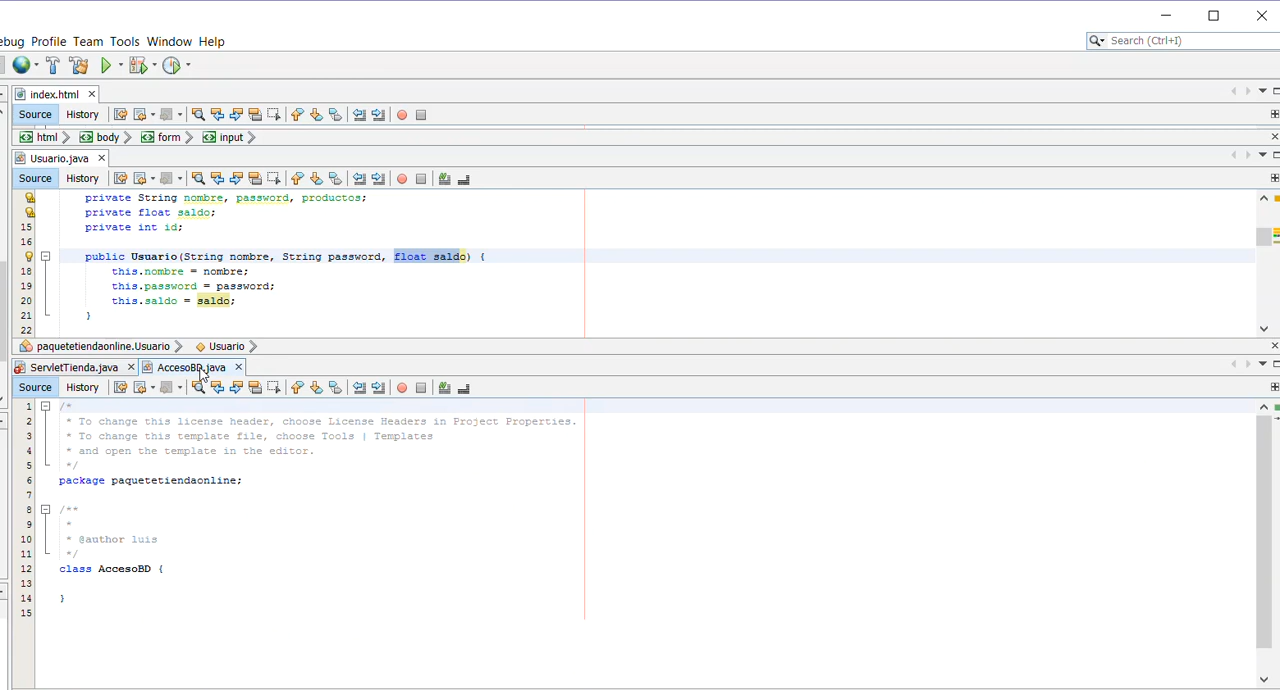 ebug Profile Team Tools Window Help
Search (Ctrl+I)
index.html
Source History
html body form input
Usuario.java
Source History
private String nombre, password, productos;
private float saldo;
15 private int id;
16
public Usuario(String nombre, String password, float saldo) {
18 this.nombre = nombre;
19 this.password = password;
20 this.saldo = saldo;
21 }
22
paquetetiendaonline.Usuario Usuario
ServletTienda.java AccesoBD.java
Source History
1 /*
2 * To change this license header, choose License Headers in Project Properties.
3 * To change this template file, choose Tools | Templates
4 * and open the template in the editor.
5 */
6 package paquetetiendaonline;
7
8 /**
9 *
10 * @author luis
11 */
12 class AccesoBD {
13
14 }
15